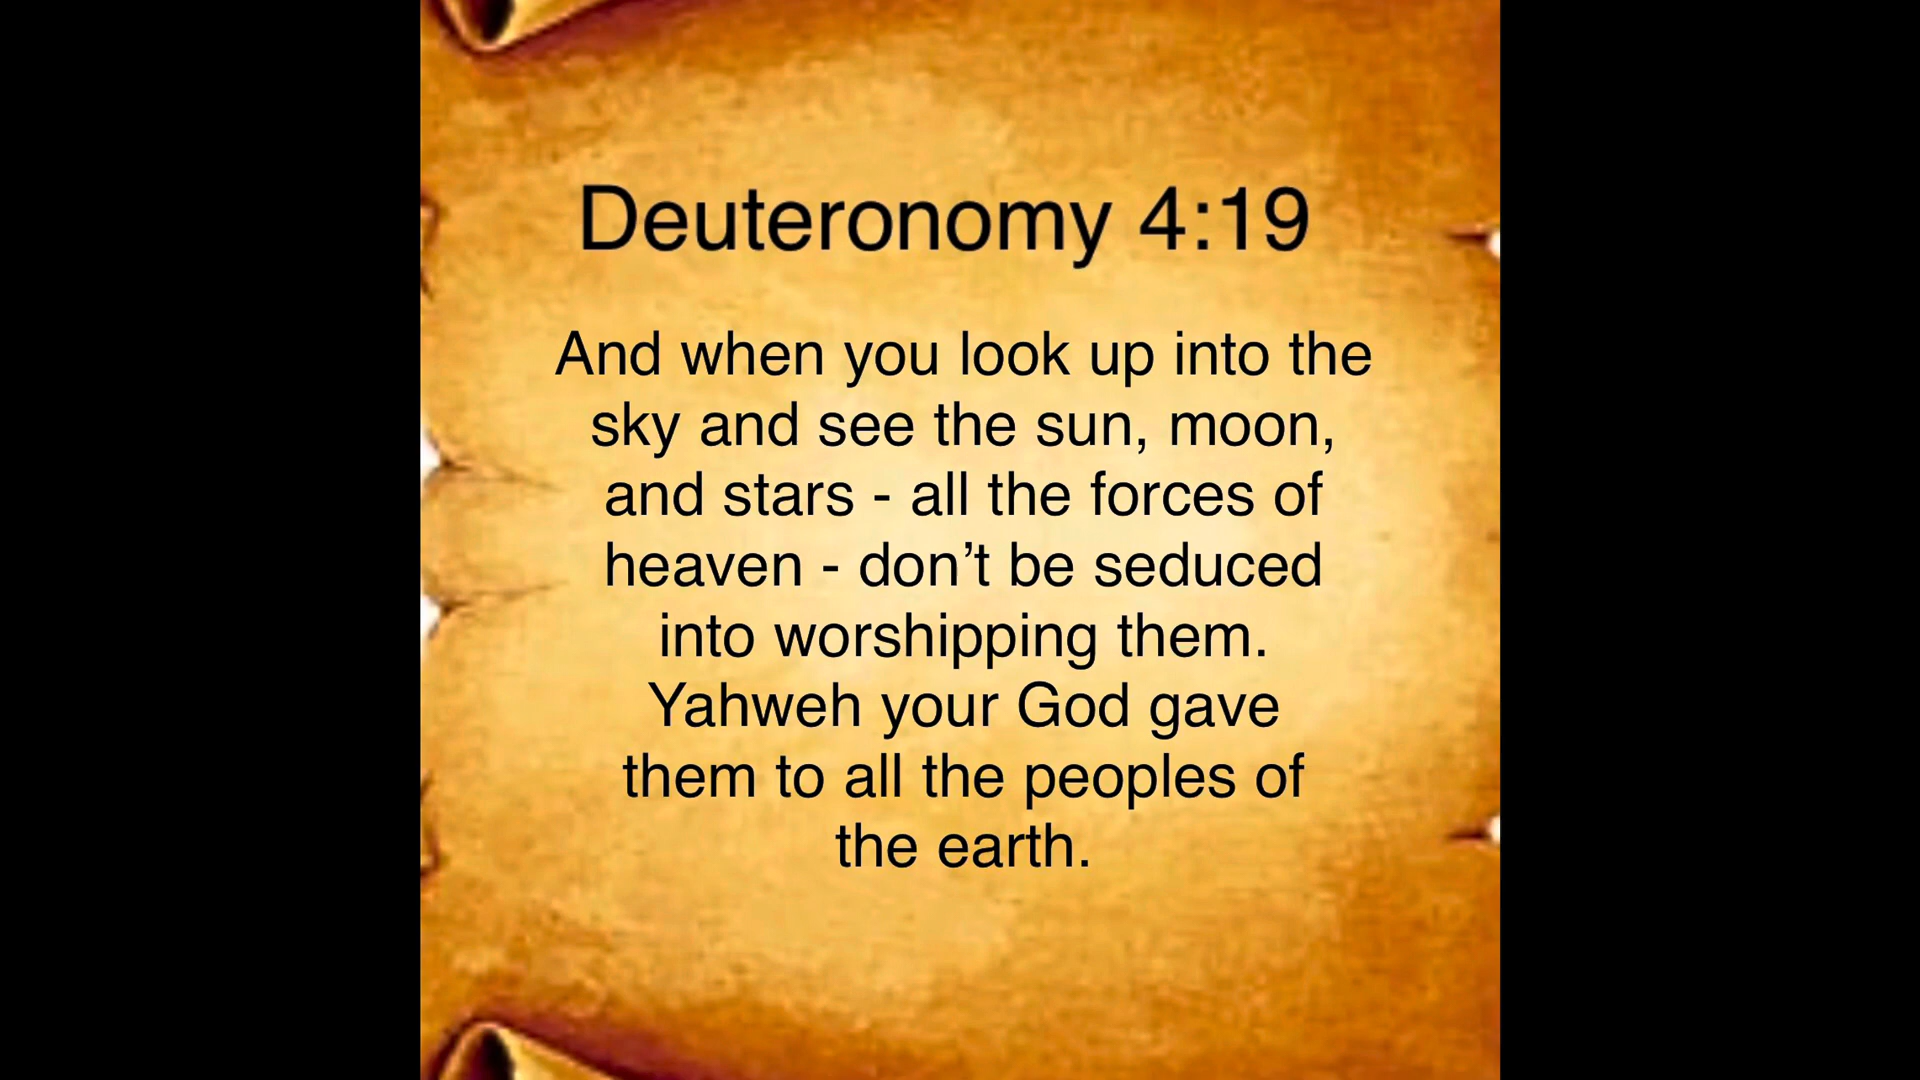 Deuteronomy 4:19
And when you look up into the
sky and see the sun, moon,
and stars - all the forces of
heaven - don’t be seduced
into worshipping them.
Yahweh your God gave
them to all the peoples of
the earth.